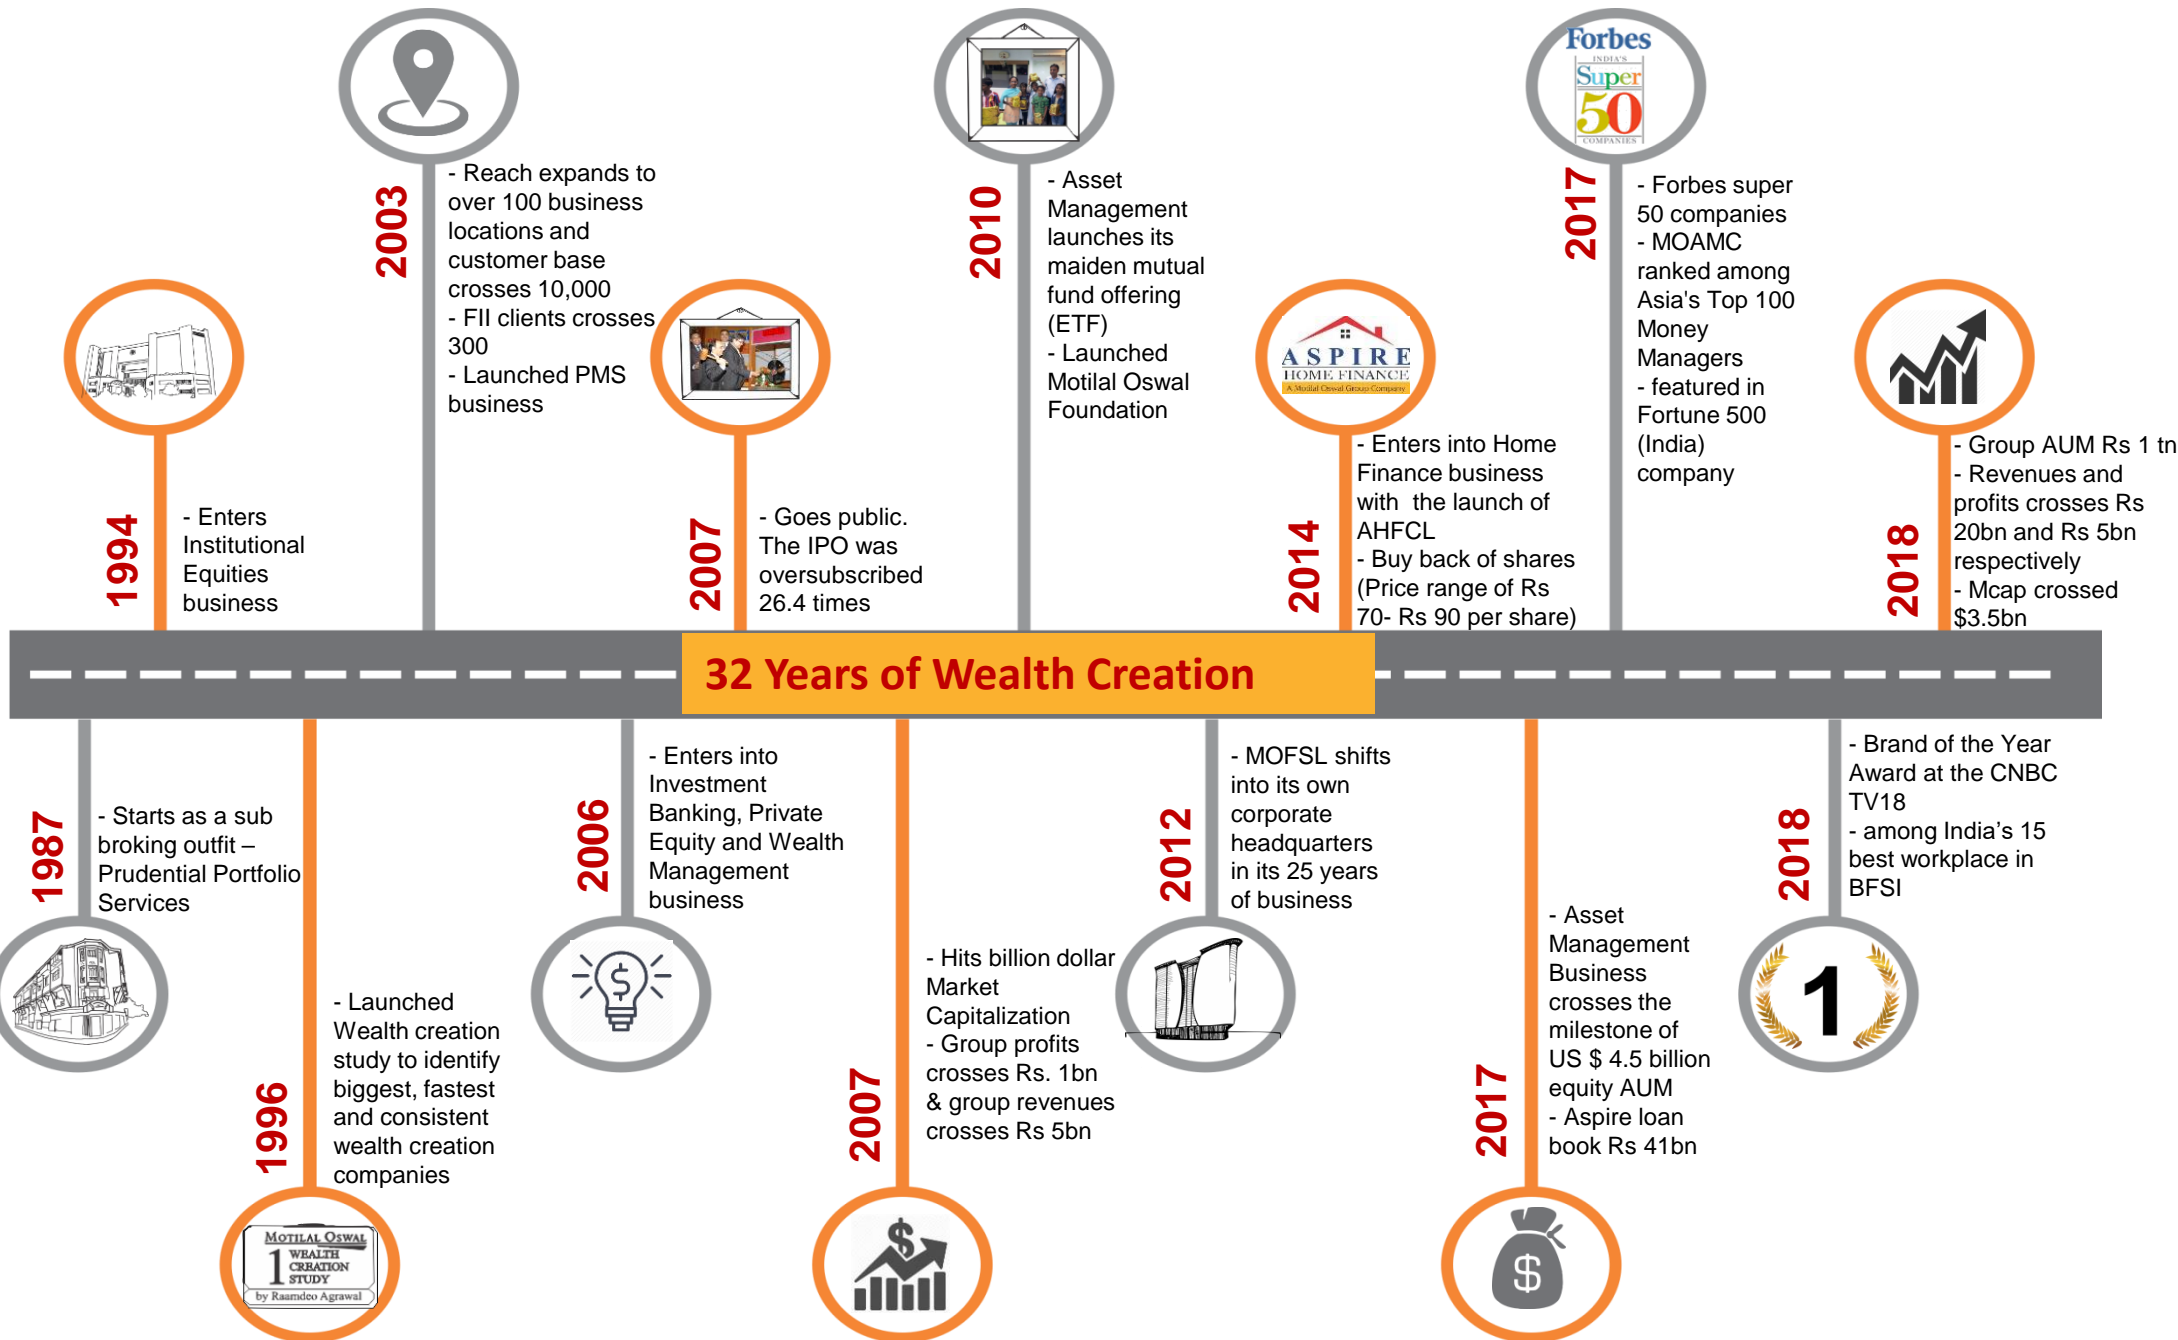 Forbes
INDIA'S
Super
50
COMPANIES
2003
- Reach expands to
over 100 business
locations and
customer base
crosses 10,000
- FII clients crosses
300
- Launched PMS
business
2010
- Asset
Management
launches its
maiden mutual
fund offering
(ETF)
- Launched
Motilal Oswal
Foundation
2017
- Forbes super
50 companies
- MOAMC
ranked among
Asia's Top 100
Money
Managers
- featured in
Fortune 500
(India)
company
1994
- Enters
Institutional
Equities
business
2007
- Goes public.
The IPO was
oversubscribed
26.4 times
ASPIRE
HOME FINANCE
A Motilal Oswal Group Company
2014
- Enters into Home
Finance business
with  the launch of
AHFCL
- Buy back of shares
(Price range of Rs
70- Rs 90 per share)
2018
- Group AUM Rs 1 tn
- Revenues and
profits crosses Rs
20bn and Rs 5bn
respectively
- Mcap crossed
$3.5bn
32 Years of Wealth Creation
1987
- Starts as a sub
broking outfit –
Prudential Portfolio
Services
1996
- Launched
Wealth creation
study to identify
biggest, fastest
and consistent
wealth creation
companies
MOTILAL OSWAL
1 WEALTH
CREATION
STUDY
by Raamdeo Agrawal
2006
- Enters into
Investment
Banking, Private
Equity and Wealth
Management
business
$
2007
- Hits billion dollar
Market
Capitalization
- Group profits
crosses Rs. 1bn
& group revenues
crosses Rs 5bn
$
2012
- MOFSL shifts
into its own
corporate
headquarters
in its 25 years
of business
2017
- Asset
Management
Business
crosses the
milestone of
US $ 4.5 billion
equity AUM
- Aspire loan
book Rs 41bn
$
2018
- Brand of the Year
Award at the CNBC
TV18
- among India’s 15
best workplace in
BFSI
1